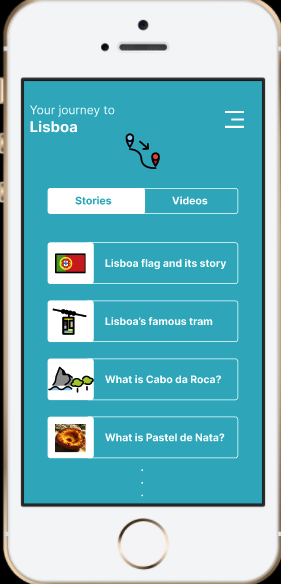 Your journey to
Lisboa
Stories Videos
Lisboa flag and its story
Lisboa's famous tram
What is Cabo da Roca?
What is Pastel de Nata?